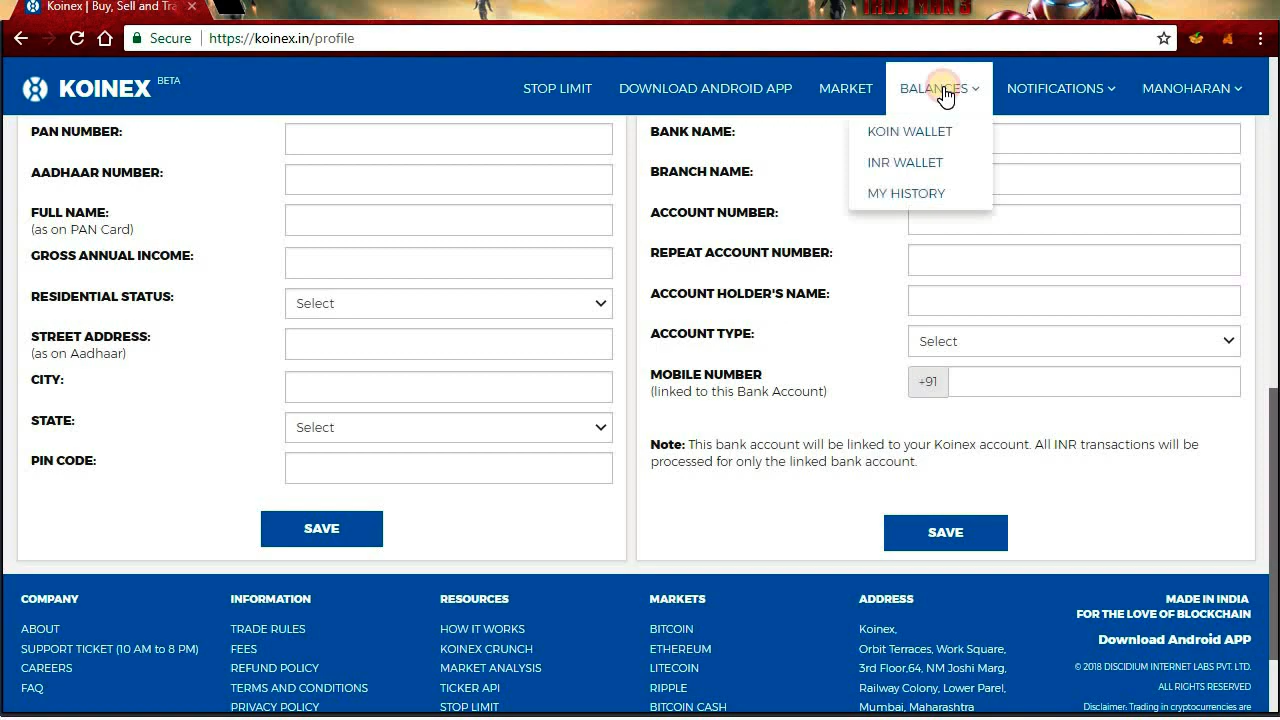 Koinex | Buy, Sell and Tra
IRON MAN 3
Secure
https://koinex.in/profile
KOINEX BETA
STOP LIMIT
DOWNLOAD ANDROID APP
MARKET
BALANCES
NOTIFICATIONS
MANOHARAN
KOIN WALLET
INR WALLET
MY HISTORY
PAN NUMBER:
AADHAAR NUMBER:
FULL NAME:
(as on PAN Card)
GROSS ANNUAL INCOME:
RESIDENTIAL STATUS:
Select
STREET ADDRESS:
(as on Aadhaar)
CITY:
STATE:
Select
PIN CODE:
SAVE
BANK NAME:
BRANCH NAME:
ACCOUNT NUMBER:
REPEAT ACCOUNT NUMBER:
ACCOUNT HOLDER'S NAME:
ACCOUNT TYPE:
Select
MOBILE NUMBER
(linked to this Bank Account)
+91
Note: This bank account will be linked to your Koinex account. All INR transactions will be
processed for only the linked bank account.
SAVE
COMPANY
ABOUT
SUPPORT TICKET (10 AM to 8 PM)
CAREERS
FAQ
INFORMATION
TRADE RULES
FEES
REFUND POLICY
TERMS AND CONDITIONS
PRIVACY POLICY
RESOURCES
HOW IT WORKS
KOINEX CRUNCH
MARKET ANALYSIS
TICKER API
STOP LIMIT
MARKETS
BITCOIN
ETHEREUM
LITECOIN
RIPPLE
BITCOIN CASH
ADDRESS
Koinex,
Orbit Terraces, Work Square,
3rd Floor,64, NM Joshi Marg,
Railway Colony, Lower Parel,
Mumbai, Maharashtra
MADE IN INDIA
FOR THE LOVE OF BLOCKCHAIN
Download Android APP
© 2018 DISCIDIUM INTERNET LABS PVT. LTD.
ALL RIGHTS RESERVED
Disclaimer: Trading in cryptocurrencies are